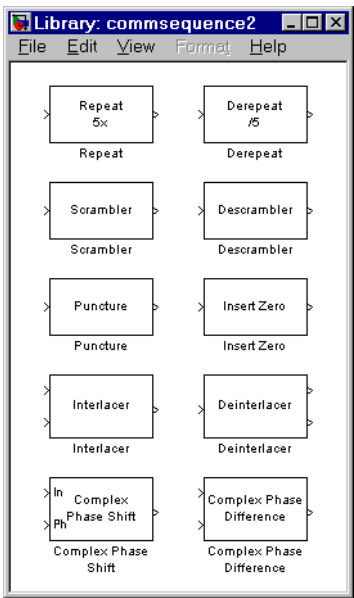 Library: commsequence2
File Edit View Format Help
Repeat
5x
Repeat
Derepeat
/5
Derepeat
Scrambler
Scrambler
Descrambler
Descrambler
Puncture
Puncture
Insert Zero
Insert Zero
Interlacer
Interlacer
Deinterlacer
Deinterlacer
In
Ph
Complex
Phase Shift
Complex Phase
Shift
Complex Phase
Difference
Complex Phase
Difference